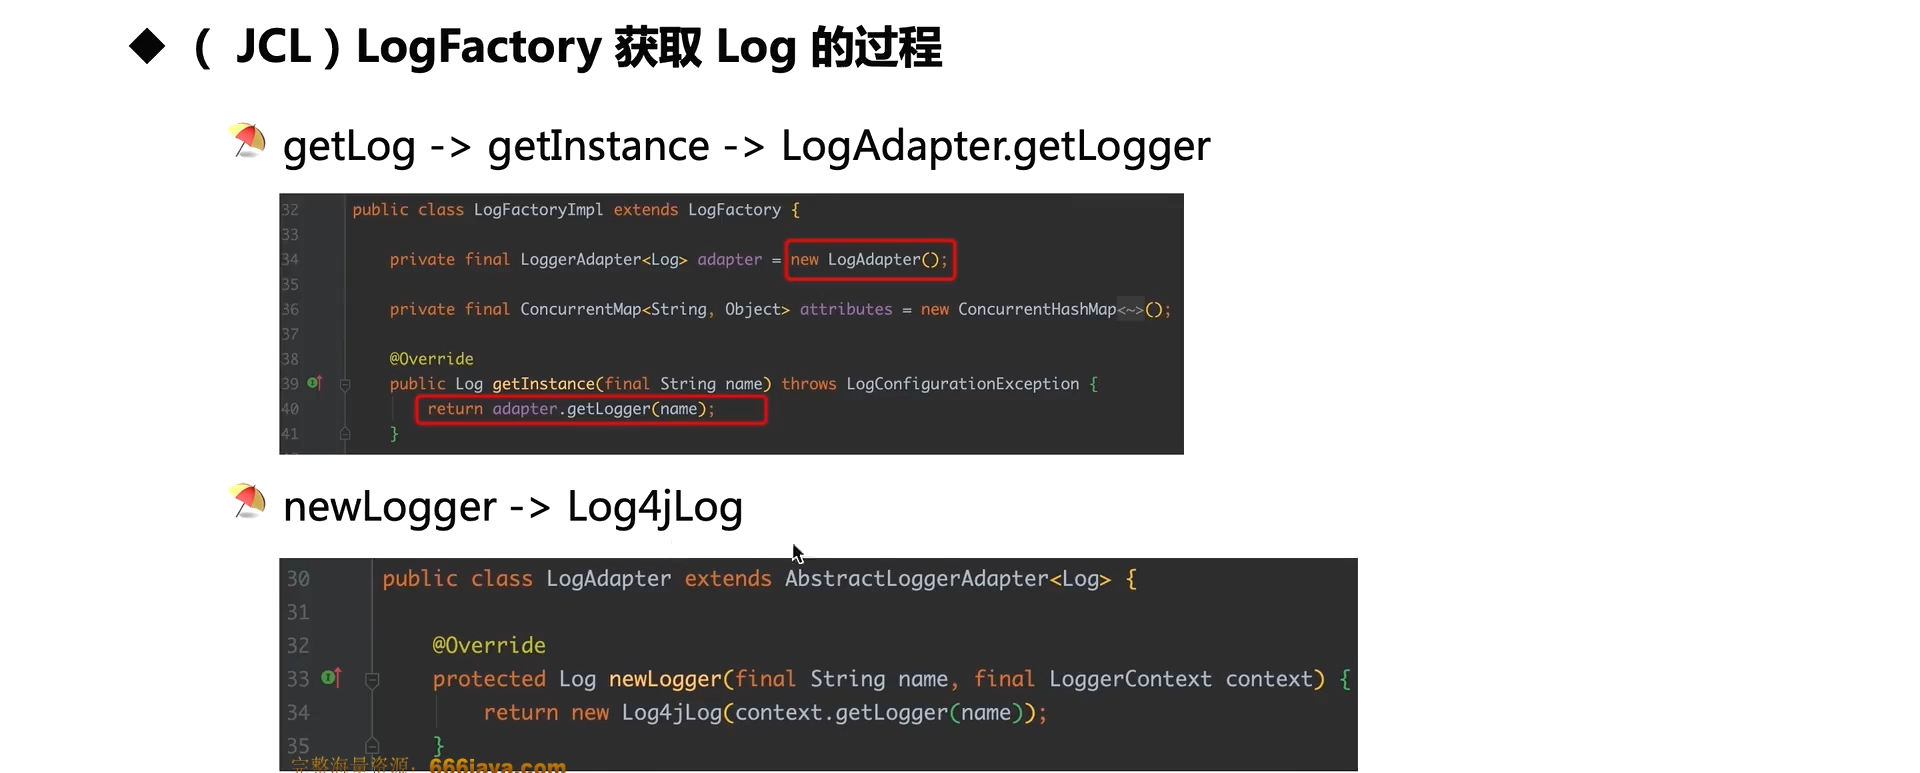 ◆ （ JCL ) LogFactory 获取 Log 的过程
getLog -> getInstance -> LogAdapter.getLogger
32 public class LogFactoryImpl extends LogFactory {
33
34 private final LoggerAdapter<Log> adapter = new LogAdapter();
35
36 private final ConcurrentMap<String, Object> attributes = new ConcurrentHashMap<~>();
37
38 @Override
39 public Log getInstance(final String name) throws LogConfigurationException {
40 return adapter.getLogger(name);
41 }
newLogger -> Log4jLog
30 public class LogAdapter extends AbstractLoggerAdapter<Log> {
31
32 @Override
33 protected Log newLogger(final String name, final LoggerContext context) {
34 return new Log4jLog(context.getLogger(name));
35 }
完整海量资源：666java.com